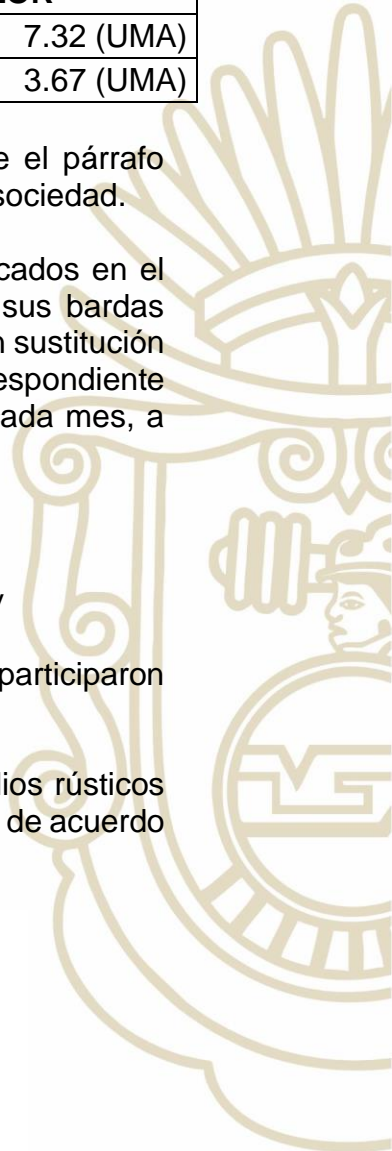 7.32 (UMA)
3.67 (UMA)
el párrafo
sociedad.
cados en el
sus bardas
sustitución
espondiente
ada mes, a
participaron
lios rústicos
de acuerdo